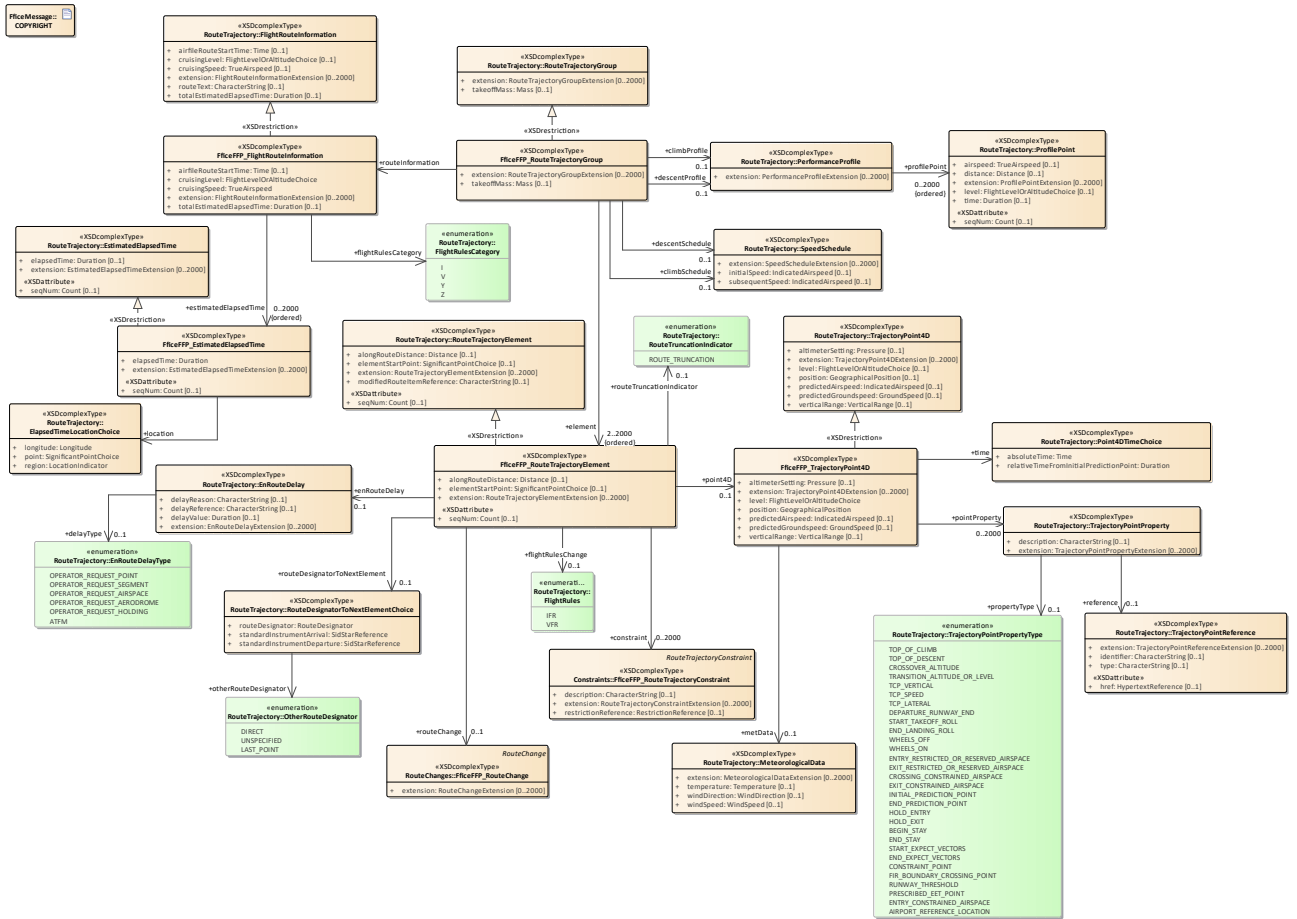 FficeMessage::
COPYRIGHT
«XSDcomplexType»
RouteTrajectory::FlightRouteInformation
+ airfileRouteStartTime: Time [0..1]
+ cruisingLevel: FlightLevelOrAltitudeChoice [0..1]
+ cruisingSpeed: TrueAirspeed [0..1]
+ extension: FlightRouteInformationExtension [0..2000]
+ routeText: CharacterString [0..1]
+ totalEstimatedElapsedTime: Duration [0..1]
«XSDcomplexType»
RouteTrajectory::RouteTrajectoryGroup
+ extension: RouteTrajectoryGroupExtension [0..2000]
+ takeoffMass: Mass [0..1]
«XSDrestriction»
«XSDrestriction»
«XSDcomplexType»
FficeFFP_FlightRouteInformation
+ airfileRouteStartTime: Time [0..1]
+ cruisingLevel: FlightLevelOrAltitudeChoice
+ cruisingSpeed: TrueAirspeed
+ extension: FlightRouteInformationExtension [0..2000]
+ totalEstimatedElapsedTime: Duration [0..1]
+routeInformation
«XSDcomplexType»
FficeFFP_RouteTrajectoryGroup
+ extension: RouteTrajectoryGroupExtension [0..2000]
+ takeoffMass: Mass [0..1]
+climbProfile
0..1
+descentProfile
0..1
«XSDcomplexType»
RouteTrajectory::PerformanceProfile
+ extension: PerformanceProfileExtension [0..2000]
+profilePoint
0..2000
{ordered}
«XSDcomplexType»
RouteTrajectory::ProfilePoint
+ airspeed: TrueAirspeed [0..1]
+ distance: Distance [0..1]
+ extension: ProfilePointExtension [0..2000]
+ level: FlightLevelOrAltitudeChoice [0..1]
+ time: Duration [0..1]
«XSDattribute»
+ seqNum: Count [0..1]
«XSDcomplexType»
RouteTrajectory::EstimatedElapsedTime
+ elapsedTime: Duration [0..1]
+ extension: EstimatedElapsedTimeExtension [0..2000]
«XSDattribute»
+ seqNum: Count [0..1]
+flightRulesCategory
«enumeration»
RouteTrajectory::
FlightRulesCategory
I
V
Y
Z
+descentSchedule
0..1
+climbSchedule
0..1
«XSDcomplexType»
RouteTrajectory::SpeedSchedule
+ extension: SpeedScheduleExtension [0..2000]
+ initialSpeed: IndicatedAirspeed [0..1]
+ subsequentSpeed: IndicatedAirspeed [0..1]
+estimatedElapsedTime
0..2000
{ordered}
«XSDrestriction»
«XSDcomplexType»
FficeFFP_EstimatedElapsedTime
+ elapsedTime: Duration
+ extension: EstimatedElapsedTimeExtension [0..2000]
«XSDattribute»
+ seqNum: Count [0..1]
«XSDcomplexType»
RouteTrajectory::RouteTrajectoryElement
+ alongRouteDistance: Distance [0..1]
+ elementStartPoint: SignificantPointChoice [0..1]
+ extension: RouteTrajectoryElementExtension [0..2000]
+ modifiedRouteItemReference: CharacterString [0..1]
«XSDattribute»
+ seqNum: Count [0..1]
«enumeration»
RouteTrajectory::
RouteTruncationIndicator
ROUTE_TRUNCATION
0..1
+routeTruncationIndicator
«XSDcomplexType»
RouteTrajectory::TrajectoryPoint4D
+ altimeterSetting: Pressure [0..1]
+ extension: TrajectoryPoint4DExtension [0..2000]
+ level: FlightLevelOrAltitudeChoice [0..1]
+ position: GeographicalPosition [0..1]
+ predictedAirspeed: IndicatedAirspeed [0..1]
+ predictedGroundspeed: GroundSpeed [0..1]
+ verticalRange: VerticalRange [0..1]
«XSDcomplexType»
RouteTrajectory::
ElapsedTimeLocationChoice
+ longitude: Longitude
+ point: SignificantPointChoice
+ region: LocationIndicator
+location
«XSDrestriction»
+element
2..2000
{ordered}
«XSDrestriction»
«XSDcomplexType»
FficeFFP_RouteTrajectoryElement
+ alongRouteDistance: Distance [0..1]
+ elementStartPoint: SignificantPointChoice [0..1]
+ extension: RouteTrajectoryElementExtension [0..2000]
«XSDattribute»
+ seqNum: Count [0..1]
+point4D
0..1
«XSDcomplexType»
FficeFFP_TrajectoryPoint4D
+ altimeterSetting: Pressure [0..1]
+ extension: TrajectoryPoint4DExtension [0..2000]
+ level: FlightLevelOrAltitudeChoice
+ position: GeographicalPosition
+ predictedAirspeed: IndicatedAirspeed [0..1]
+ predictedGroundspeed: GroundSpeed [0..1]
+ verticalRange: VerticalRange [0..1]
+time
«XSDcomplexType»
RouteTrajectory::Point4DTimeChoice
+ absoluteTime: Time
+ relativeTimeFromInitialPredictionPoint: Duration
«XSDcomplexType»
RouteTrajectory::EnRouteDelay
+ delayReason: CharacterString [0..1]
+ delayReference: CharacterString [0..1]
+ delayValue: Duration [0..1]
+ extension: EnRouteDelayExtension [0..2000]
+enRouteDelay
0..1
+pointProperty
0..2000
«XSDcomplexType»
RouteTrajectory::TrajectoryPointProperty
+ description: CharacterString [0..1]
+ extension: TrajectoryPointPropertyExtension [0..2000]
+delayType
0..1
«enumeration»
RouteTrajectory::EnRouteDelayType
OPERATOR_REQUEST_POINT
OPERATOR_REQUEST_SEGMENT
OPERATOR_REQUEST_AIRSPACE
OPERATOR_REQUEST_AERODROME
OPERATOR_REQUEST_HOLDING
ATFM
+routeDesignatorToNextElement
0..1
«XSDcomplexType»
RouteTrajectory::RouteDesignatorToNextElementChoice
+ routeDesignator: RouteDesignator
+ standardInstrumentArrival: SidStarReference
+ standardInstrumentDeparture: SidStarReference
+flightRulesChange
0..1
«enumerati...
RouteTrajectory::
FlightRules
IFR
VFR
+otherRouteDesignator
«enumeration»
RouteTrajectory::OtherRouteDesignator
DIRECT
UNSPECIFIED
LAST_POINT
+constraint
0..2000
RouteTrajectoryConstraint
«XSDcomplexType»
Constraints::FficeFFP_RouteTrajectoryConstraint
+ description: CharacterString [0..1]
+ extension: RouteTrajectoryConstraintExtension [0..2000]
+ restrictionReference: RestrictionReference [0..1]
+routeChange
0..1
RouteChange
«XSDcomplexType»
RouteChanges::FficeFFP_RouteChange
+ extension: RouteChangeExtension [0..2000]
+metData
0..1
«XSDcomplexType»
RouteTrajectory::MeteorologicalData
+ extension: MeteorologicalDataExtension [0..2000]
+ temperature: Temperature [0..1]
+ windDirection: WindDirection [0..1]
+ windSpeed: WindSpeed [0..1]
+propertyType
0..1
«enumeration»
RouteTrajectory::TrajectoryPointPropertyType
TOP_OF_CLIMB
TOP_OF_DESCENT
CROSSOVER_ALTITUDE
TRANSITION_ALTITUDE_OR_LEVEL
TCP_VERTICAL
TCP_SPEED
TCP_LATERAL
DEPARTURE_RUNWAY_END
START_TAKEOFF_ROLL
END_LANDING_ROLL
WHEELS_OFF
WHEELS_ON
ENTRY_RESTRICTED_OR_RESERVED_AIRSPACE
EXIT_RESTRICTED_OR_RESERVED_AIRSPACE
CROSSING_CONSTRAINED_AIRSPACE
EXIT_CONSTRAINED_AIRSPACE
INITIAL_PREDICTION_POINT
END_PREDICTION_POINT
HOLD_ENTRY
HOLD_EXIT
BEGIN_STAY
END_STAY
START_EXPECT_VECTORS
END_EXPECT_VECTORS
CONSTRAINT_POINT
FIR_BOUNDARY_CROSSING_POINT
RUNWAY_THRESHOLD
PRESCRIBED_EET_POINT
ENTRY_CONSTRAINED_AIRSPACE
AIRPORT_REFERENCE_LOCATION
+reference
0..1
«XSDcomplexType»
RouteTrajectory::TrajectoryPointReference
+ extension: TrajectoryPointReferenceExtension [0..2000]
+ identifier: CharacterString [0..1]
+ type: CharacterString [0..1]
«XSDattribute»
+ href: HypertextReference [0..1]